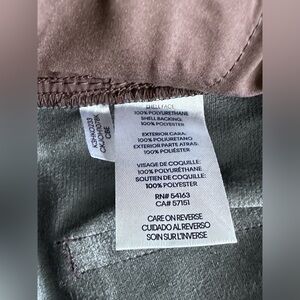 SHELL FACE:
100% POLYURETHANE
SHELL BACKING:
100% POLYESTER
EXTERIOR CARA:
100% POLIURETANO
EXTERIOR PARTE ATRAS:
100% POLIÉSTER
VISAGE DE COQUILLE:
100% POLYURÉTHANE
SOUTIEN DE COQUILLE:
100% POLYESTER
RN# 54163
CA# 57151
CARE ON REVERSE
CUIDADO AL REVERSO
SOIN SUR L'INVERSE